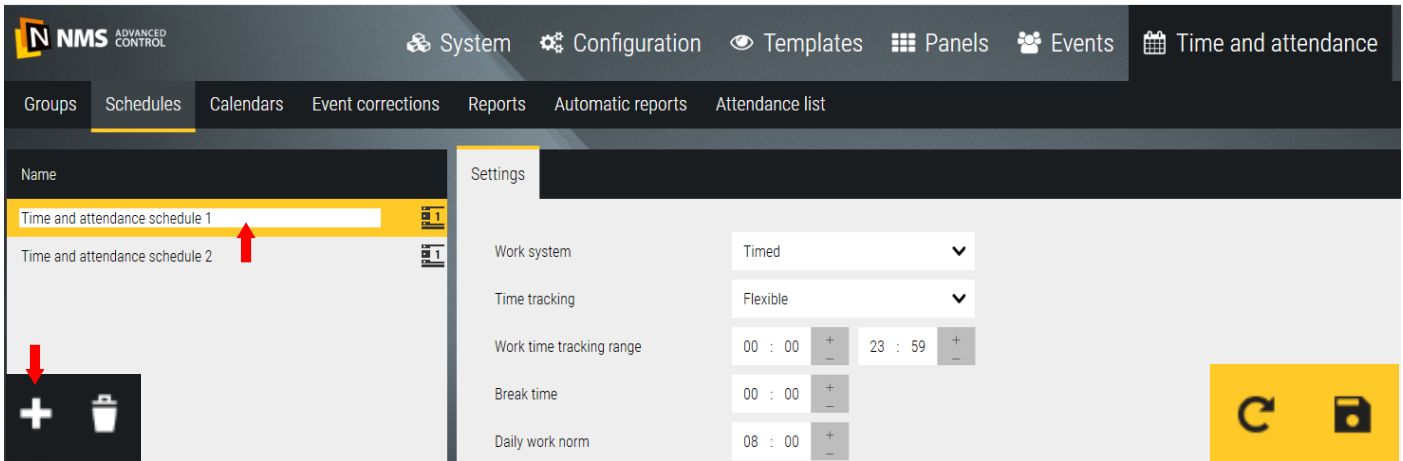 N NMS ADVANCED CONTROL
System Configuration Templates Panels Events Time and attendance
Groups Schedules Calendars Event corrections Reports Automatic reports Attendance list
Name
Time and attendance schedule 1 1
Time and attendance schedule 2 1
Settings
Work system Timed
Time tracking Flexible
Work time tracking range 00 : 00 + − 23 : 59 + −
Break time 00 : 00 + −
Daily work norm 08 : 00 + −